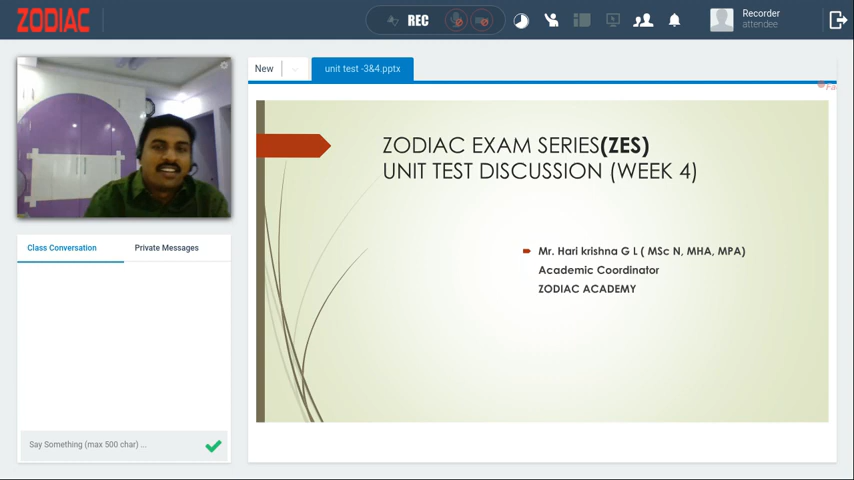 ZODIAC
REC
Recorder
attendee
New
unit test -3&4.pptx
ZODIAC EXAM SERIES(ZES)
UNIT TEST DISCUSSION (WEEK 4)
Mr. Hari krishna G L ( MSc N, MHA, MPA)
Academic Coordinator
ZODIAC ACADEMY
Class Conversation
Private Messages
Say Something (max 500 char) ...